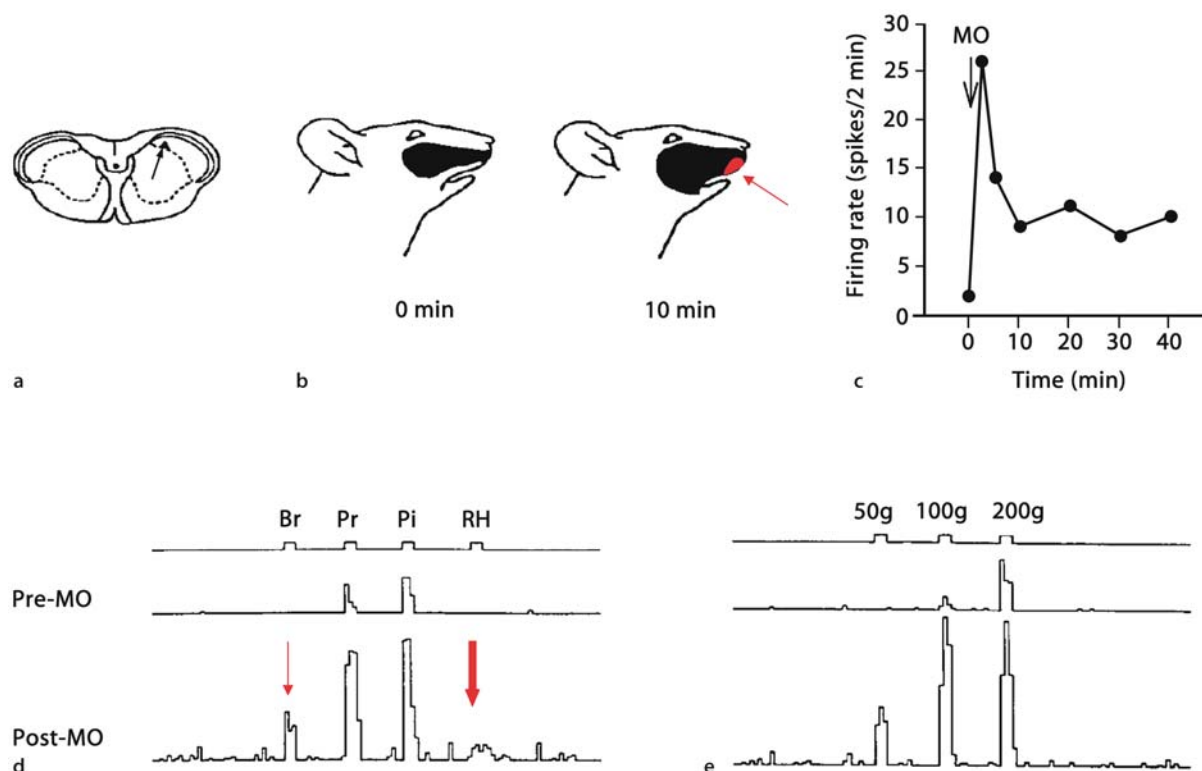 a
b
0 min
10 min
MO
Firing rate (spikes/2 min)
30
25
20
15
10
5
0
0 10 20 30 40
Time (min)
c
Br Pr Pi RH
Pre-MO
Post-MO
d
50g 100g 200g
e